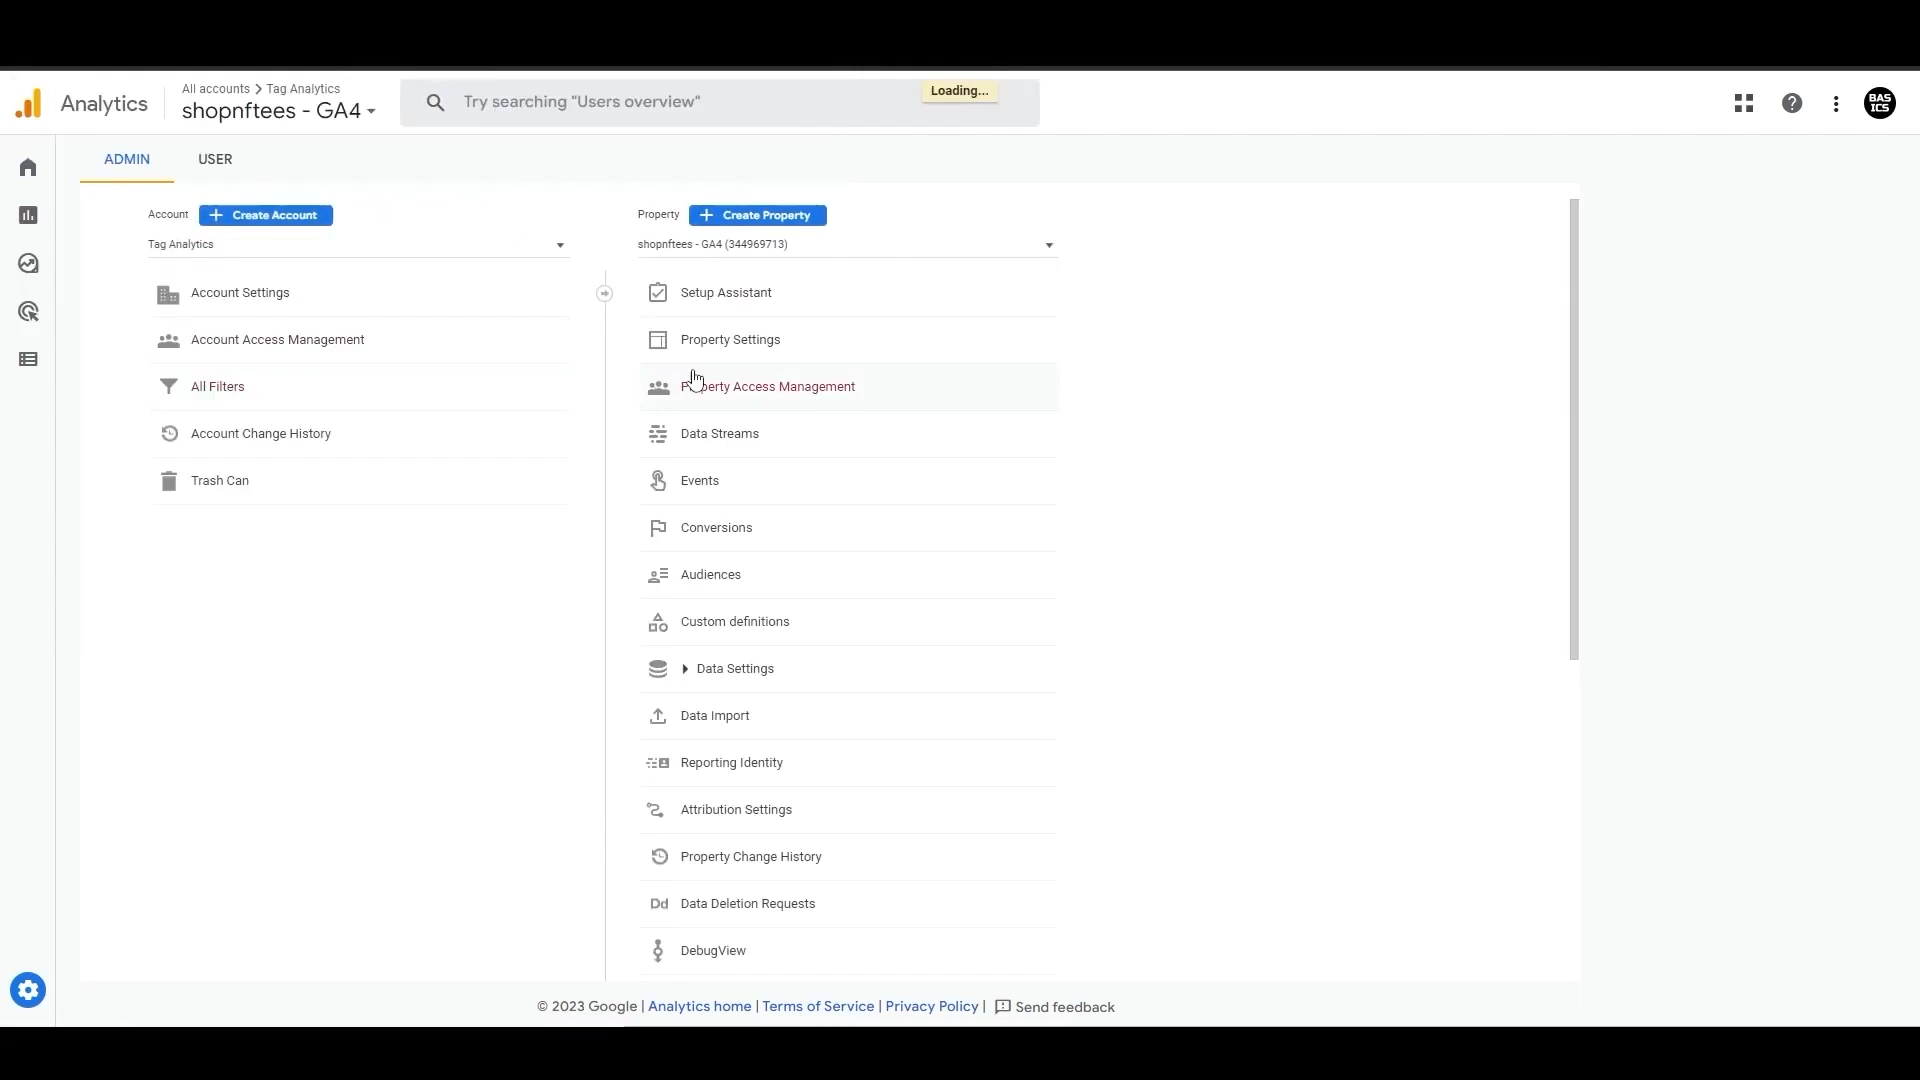 Analytics
All accounts > Tag Analytics
shopnftees - GA4
Try searching "Users overview"
Loading...
BAS
ICS
ADMIN
USER
Account
+ Create Account
Tag Analytics
Account Settings
Account Access Management
All Filters
Account Change History
Trash Can
Property
+ Create Property
shopnftees - GA4 (344969713)
Setup Assistant
Property Settings
Property Access Management
Data Streams
Events
Conversions
Audiences
Custom definitions
Data Settings
Data Import
Reporting Identity
Attribution Settings
Property Change History
Dd Data Deletion Requests
DebugView
© 2023 Google | Analytics home | Terms of Service | Privacy Policy | Send feedback